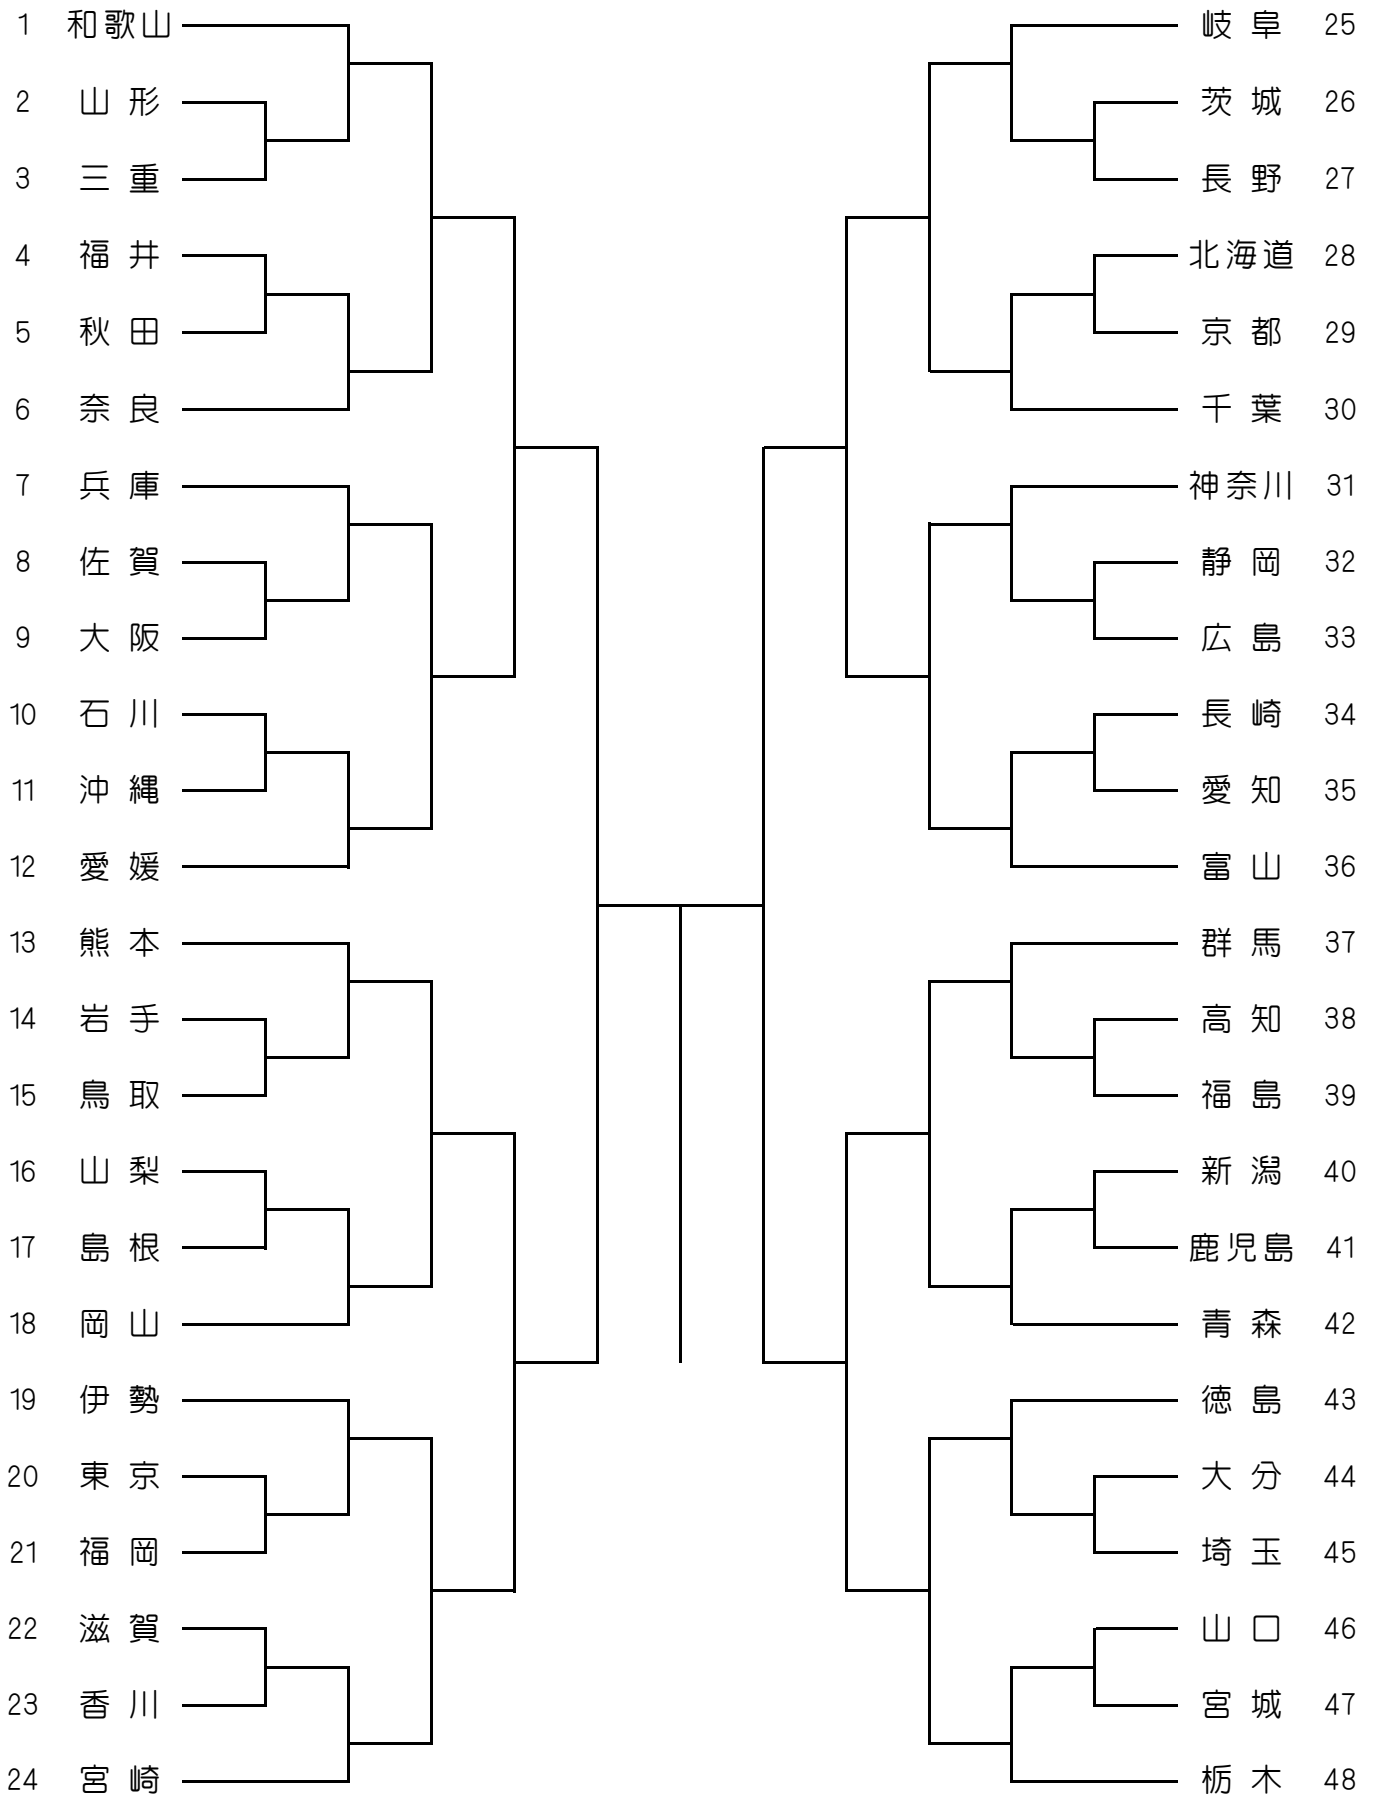 1 和歌山
2 山形
3 三重
4 福井
5 秋田
6 奈良
7 兵庫
8 佐賀
9 大阪
10 石川
11 沖縄
12 愛媛
13 熊本
14 岩手
15 鳥取
16 山梨
17 島根
18 岡山
19 伊勢
20 東京
21 福岡
22 滋賀
23 香川
24 宮崎
岐阜 25
茨城 26
長野 27
北海道 28
京都 29
千葉 30
神奈川 31
静岡 32
広島 33
長崎 34
愛知 35
富山 36
群馬 37
高知 38
福島 39
新潟 40
鹿児島 41
青森 42
徳島 43
大分 44
埼玉 45
山口 46
宮城 47
栃木 48